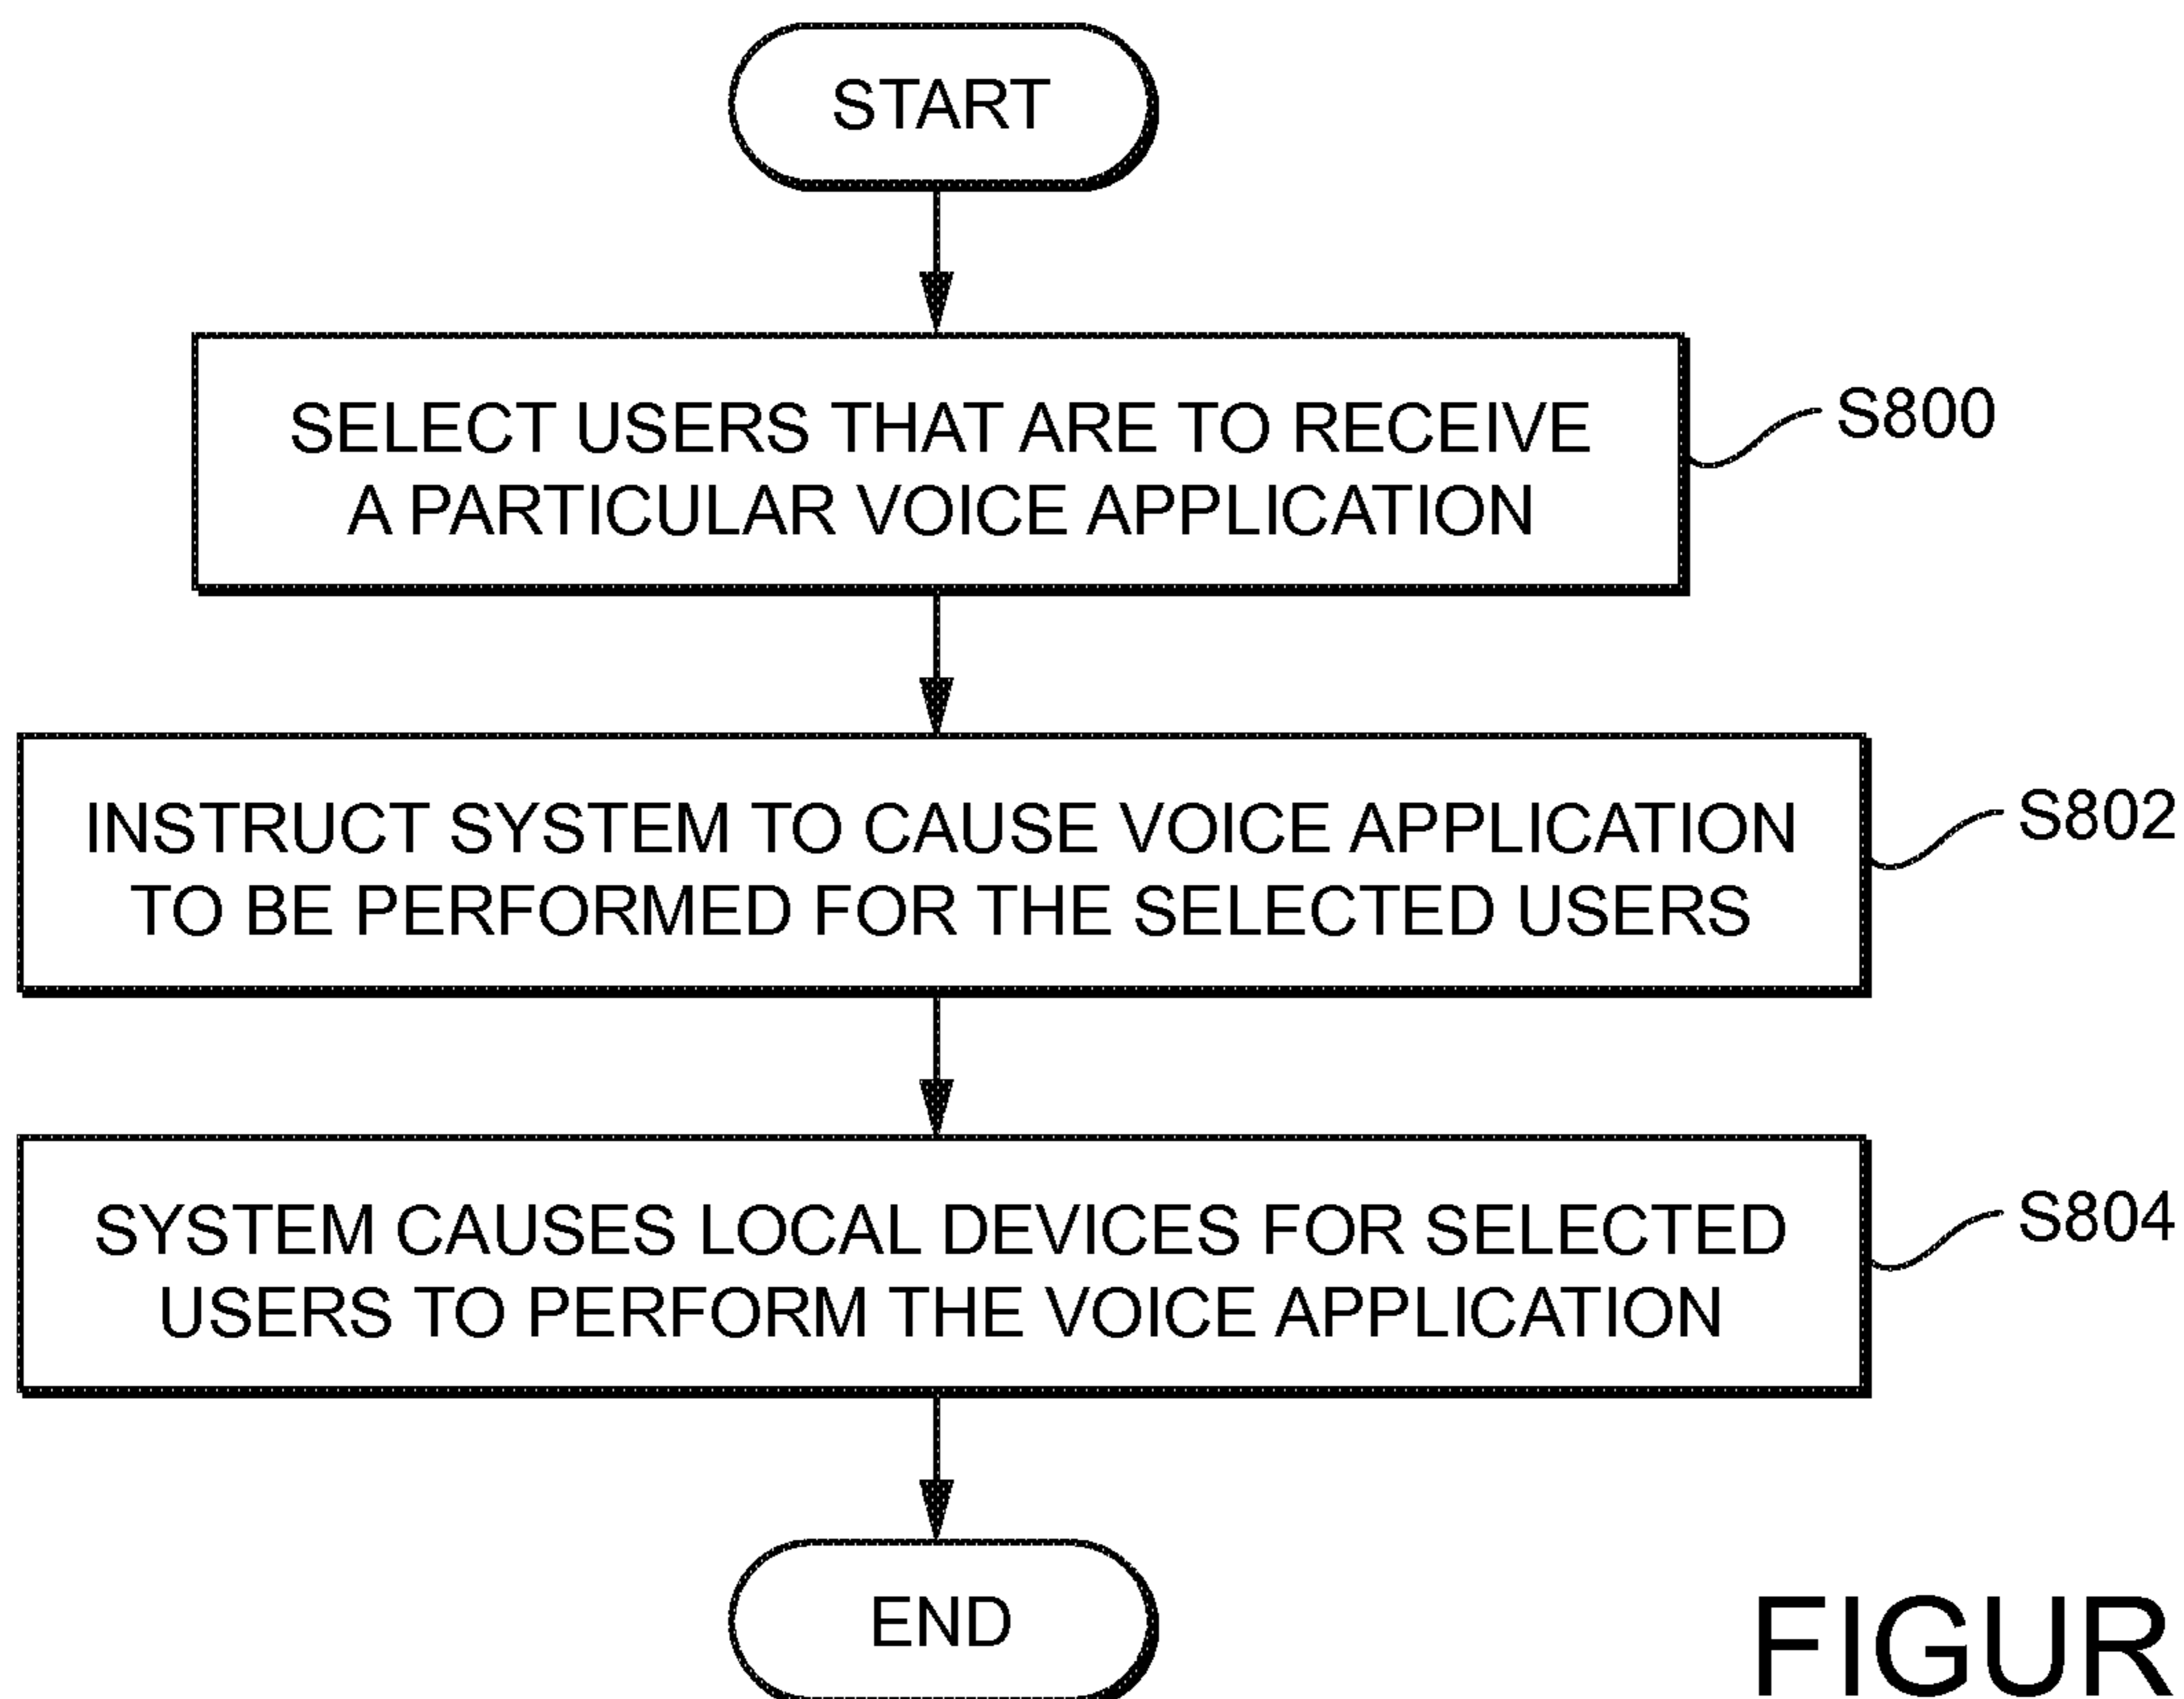 START
SELECT USERS THAT ARE TO RECEIVE
A PARTICULAR VOICE APPLICATION
S800
INSTRUCT SYSTEM TO CAUSE VOICE APPLICATION
TO BE PERFORMED FOR THE SELECTED USERS
S802
SYSTEM CAUSES LOCAL DEVICES FOR SELECTED
USERS TO PERFORM THE VOICE APPLICATION
S804
END
FIGUR